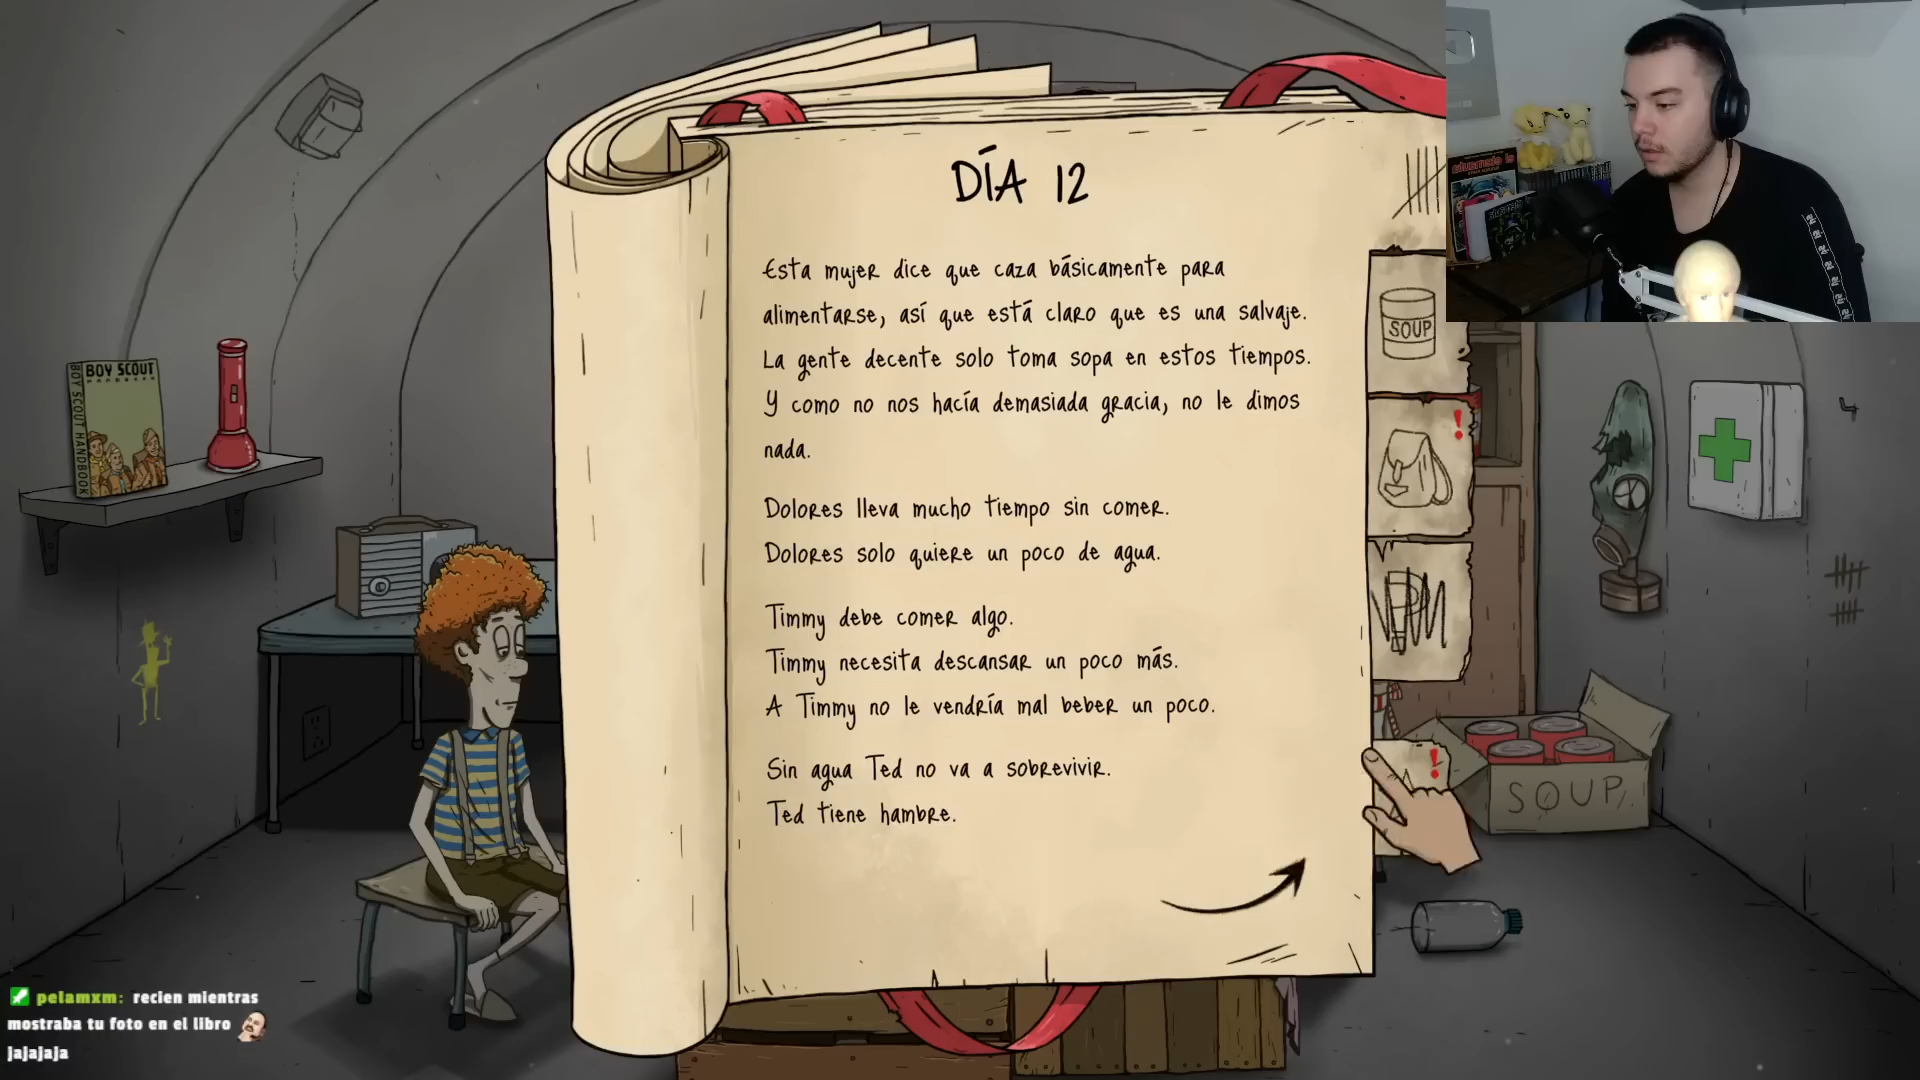 DÍA 12
Esta mujer dice que caza básicamente para
alimentarse, así que está claro que es una salvaje.
La gente decente solo toma sopa en estos tiempos.
Y como no nos hacía demasiada gracia, no le dimos
nada.
Dolores lleva mucho tiempo sin comer.
Dolores solo quiere un poco de agua.
Timmy debe comer algo.
Timmy necesita descansar un poco más.
A Timmy no le vendría mal beber un poco.
Sin agua Ted no va a sobrevivir.
Ted tiene hambre.
SOUP
!
!
SOUP
BOY SCOUT
HANDBOOK
BOY SCOUT HANDBOOK
pelamxm: recien mientras
mostraba tu foto en el libro
jajajaja